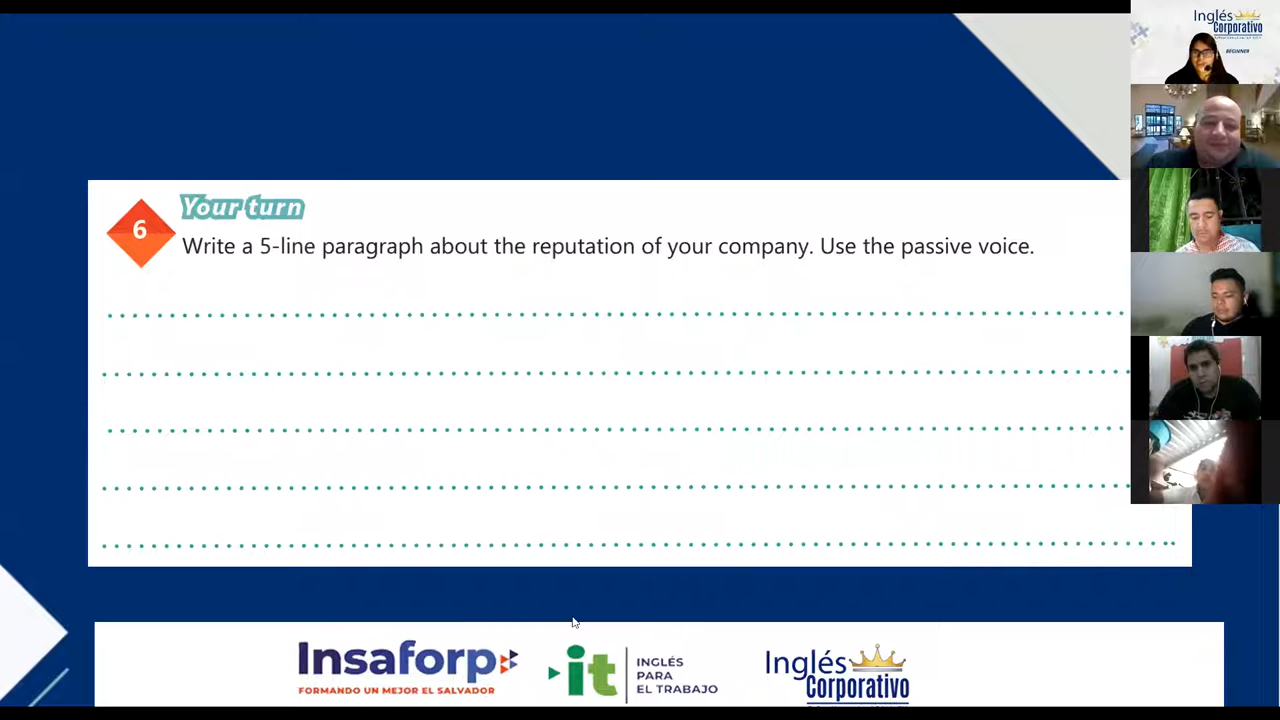 Inglés
Corporativo
BEGINNER
6
Your turn
Write a 5-line paragraph about the reputation of your company. Use the passive voice.
Insaforp
FORMANDO UN MEJOR EL SALVADOR
it
INGLÉS
PARA
EL TRABAJO
Inglés
Corporativo